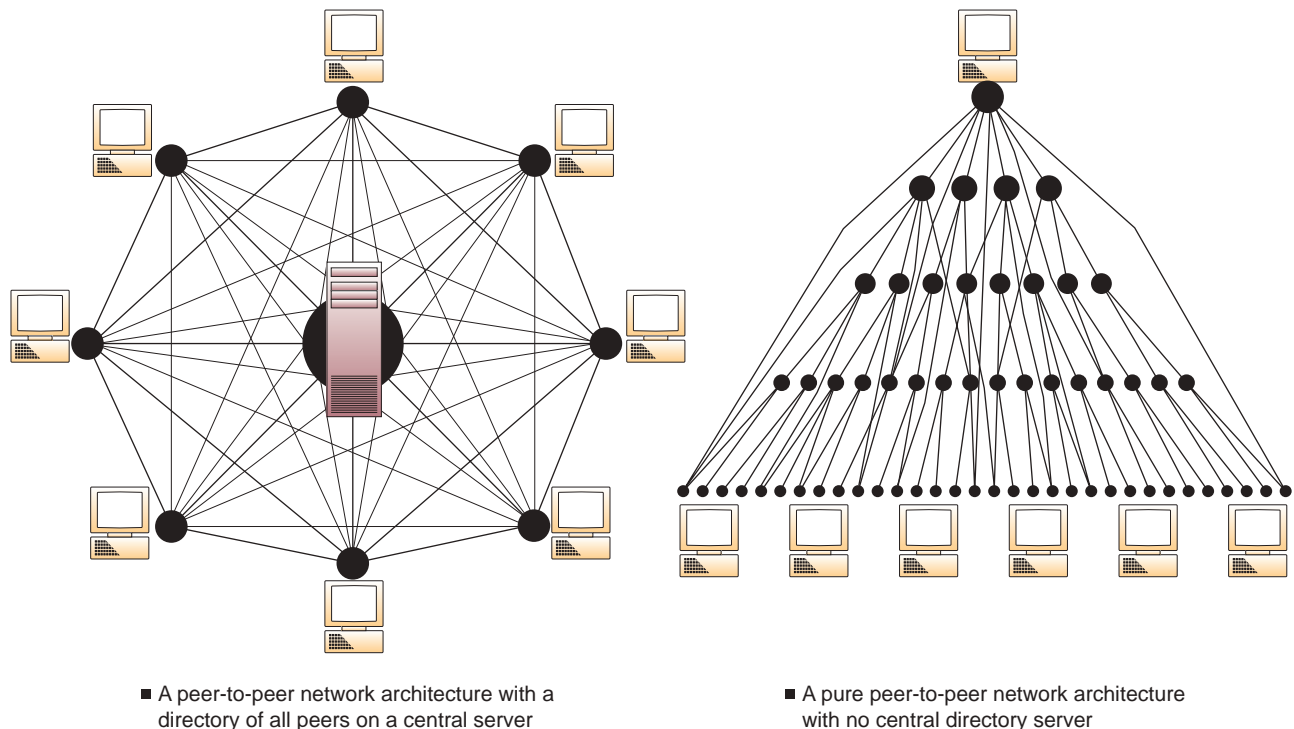 ■ A peer-to-peer network architecture with a
directory of all peers on a central server
■ A pure peer-to-peer network architecture
with no central directory server